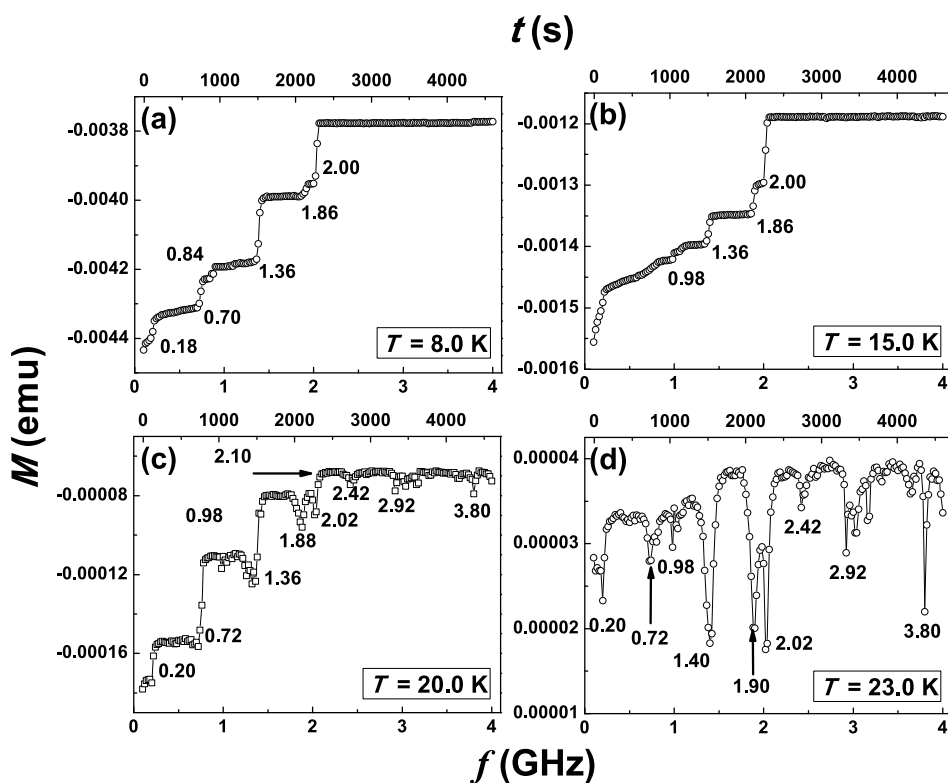 t (s)
0 1000 2000 3000 4000
0 1000 2000 3000 4000
(a)
(b)
-0.0038
-0.0040
-0.0042
-0.0044
2.00
1.86
0.84
1.36
0.70
0.18
T = 8.0 K
0 1 2 3 4
-0.0012
-0.0013
-0.0014
-0.0015
-0.0016
2.00
1.86
1.36
0.98
T = 15.0 K
0 1 2 3 4
M (emu)
0 1000 2000 3000 4000
0 1000 2000 3000 4000
(c)
2.10
-0.00008
-0.00012
-0.00016
0.98
2.42
2.92
2.02
3.80
1.88
1.36
0.72
0.20
T = 20.0 K
0 1 2 3 4
(d)
0.00004
0.00003
0.00002
0.00001
2.42
0.98
2.92
0.20
0.72
2.02
3.80
1.40
1.90
T = 23.0 K
0 1 2 3 4
f (GHz)